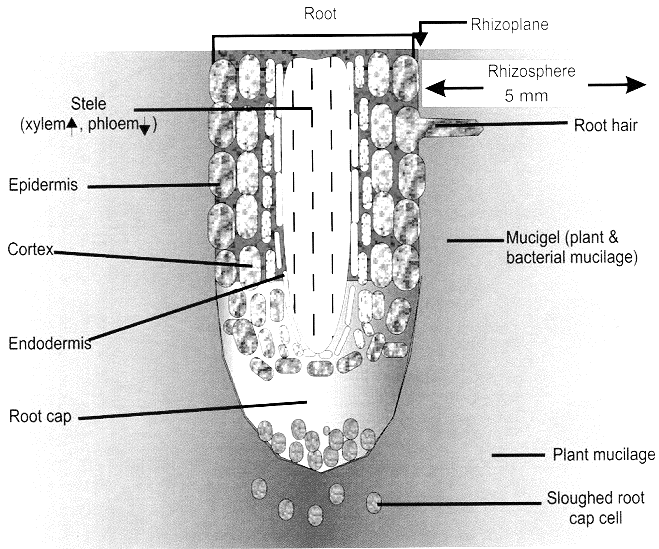 Root
Rhizoplane
Rhizosphere
5 mm
Stele
(xylem↑, phloem↓)
Root hair
Epidermis
Mucigel (plant &
bacterial mucilage)
Cortex
Endodermis
Root cap
Plant mucilage
Sloughed root
cap cell